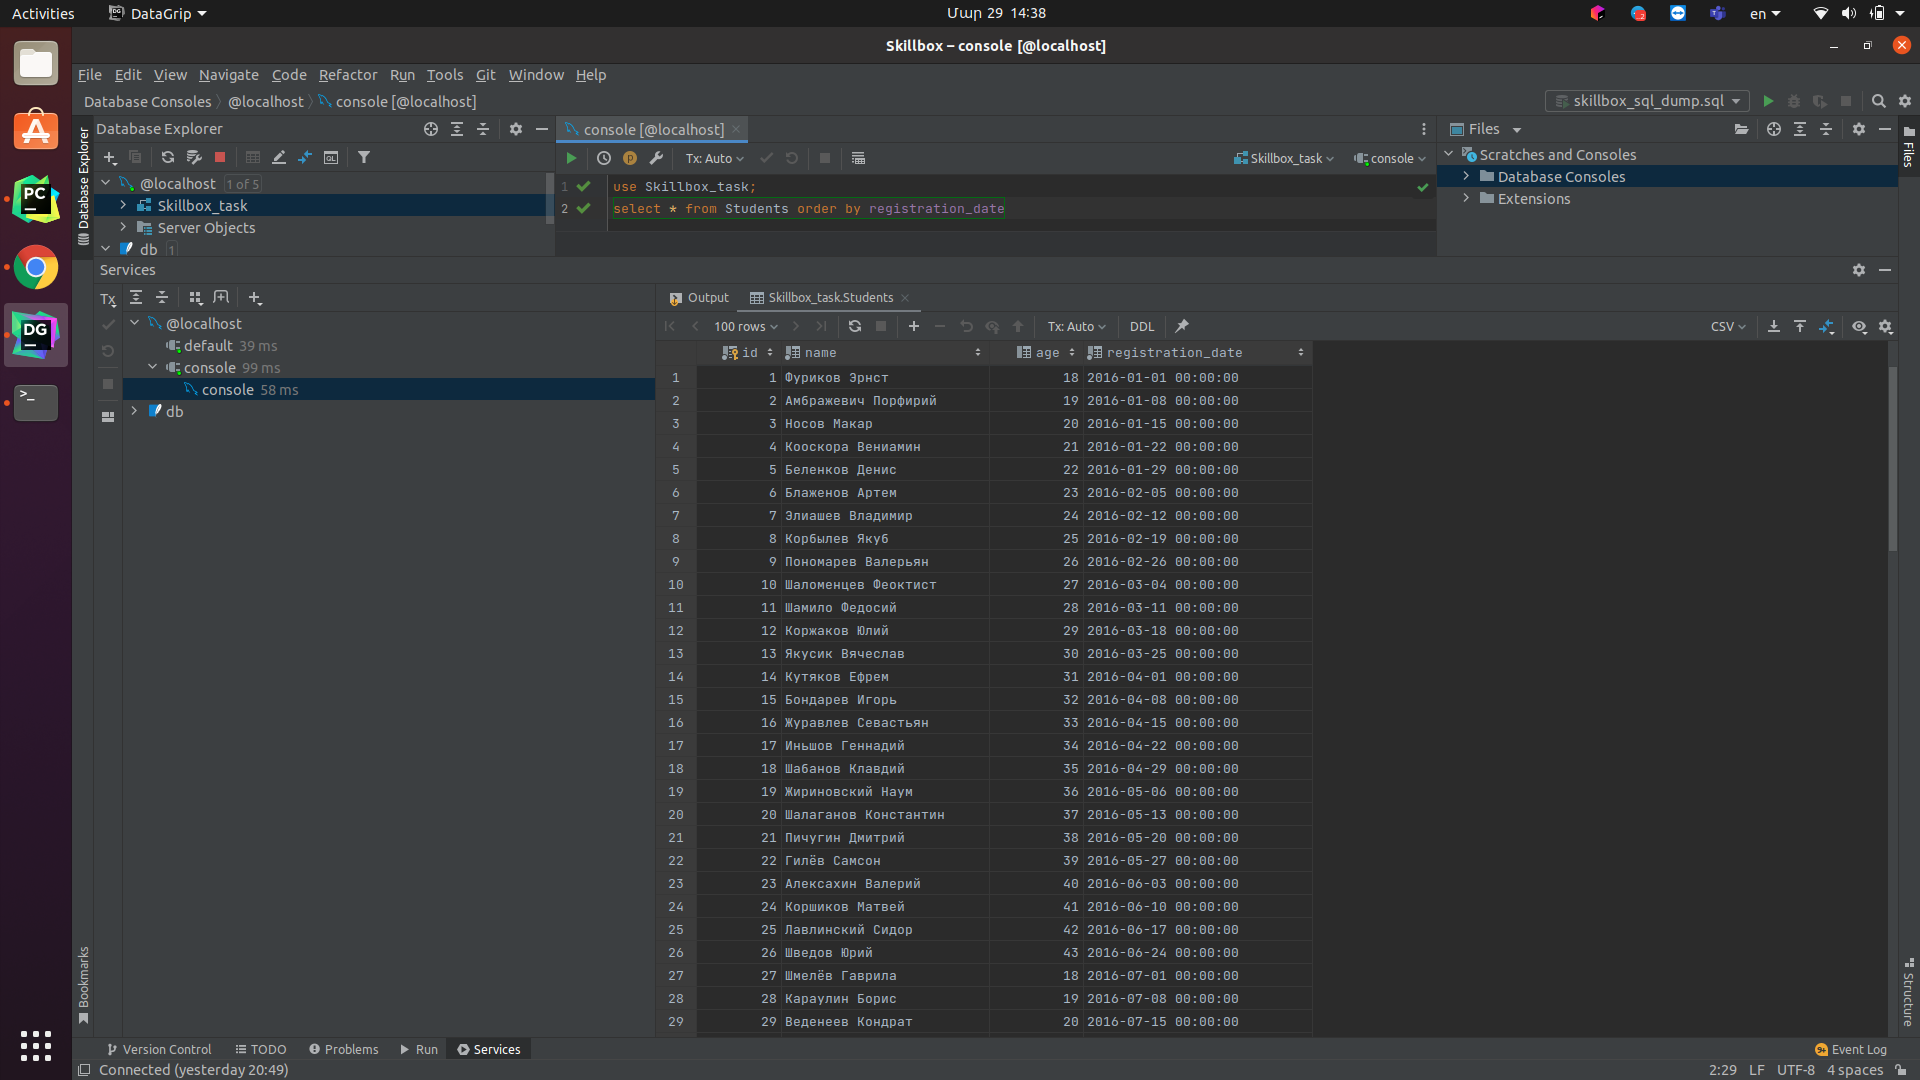 Activities DataGrip Մար 29 14:38 en
Skillbox – console [@localhost]
File Edit View Navigate Code Refactor Run Tools Git Window Help
Database Consoles @localhost console [@localhost] skillbox_sql_dump.sql
Database Explorer
console [@localhost]
Files
Tx: Auto Skillbox_task console
@localhost 1 of 5
Skillbox_task
Server Objects
db 1
1 use Skillbox_task;
2 select * from Students order by registration_date
Scratches and Consoles
Database Consoles
Extensions
Database Explorer
Files
Services
Tx
@localhost
default 39 ms
console 99 ms
console 58 ms
db
Output Skillbox_task.Students
100 rows Tx: Auto DDL CSV
id name age registration_date
1 1 Фуриков Эрнст 18 2016-01-01 00:00:00
2 2 Амбражевич Порфирий 19 2016-01-08 00:00:00
3 3 Носов Макар 20 2016-01-15 00:00:00
4 4 Кооскора Вениамин 21 2016-01-22 00:00:00
5 5 Беленков Денис 22 2016-01-29 00:00:00
6 6 Блаженов Артем 23 2016-02-05 00:00:00
7 7 Элиашев Владимир 24 2016-02-12 00:00:00
8 8 Корбылев Якуб 25 2016-02-19 00:00:00
9 9 Пономарев Валерьян 26 2016-02-26 00:00:00
10 10 Шаломенцев Феоктист 27 2016-03-04 00:00:00
11 11 Шамило Федосий 28 2016-03-11 00:00:00
12 12 Коржаков Юлий 29 2016-03-18 00:00:00
13 13 Якусик Вячеслав 30 2016-03-25 00:00:00
14 14 Кутяков Ефрем 31 2016-04-01 00:00:00
15 15 Бондарев Игорь 32 2016-04-08 00:00:00
16 16 Журавлев Севастьян 33 2016-04-15 00:00:00
17 17 Иньшов Геннадий 34 2016-04-22 00:00:00
18 18 Шабанов Клавдий 35 2016-04-29 00:00:00
19 19 Жириновский Наум 36 2016-05-06 00:00:00
20 20 Шалаганов Константин 37 2016-05-13 00:00:00
21 21 Пичугин Дмитрий 38 2016-05-20 00:00:00
22 22 Гилёв Самсон 39 2016-05-27 00:00:00
23 23 Алексахин Валерий 40 2016-06-03 00:00:00
24 24 Коршиков Матвей 41 2016-06-10 00:00:00
25 25 Лавлинский Сидор 42 2016-06-17 00:00:00
26 26 Шведов Юрий 43 2016-06-24 00:00:00
27 27 Шмелёв Гаврила 18 2016-07-01 00:00:00
28 28 Караулин Борис 19 2016-07-08 00:00:00
29 29 Веденеев Кондрат 20 2016-07-15 00:00:00
Bookmarks
Structure
Version Control TODO Problems Run Services Event Log
Connected (yesterday 20:49) 2:29 LF UTF-8 4 spaces
PC
DG